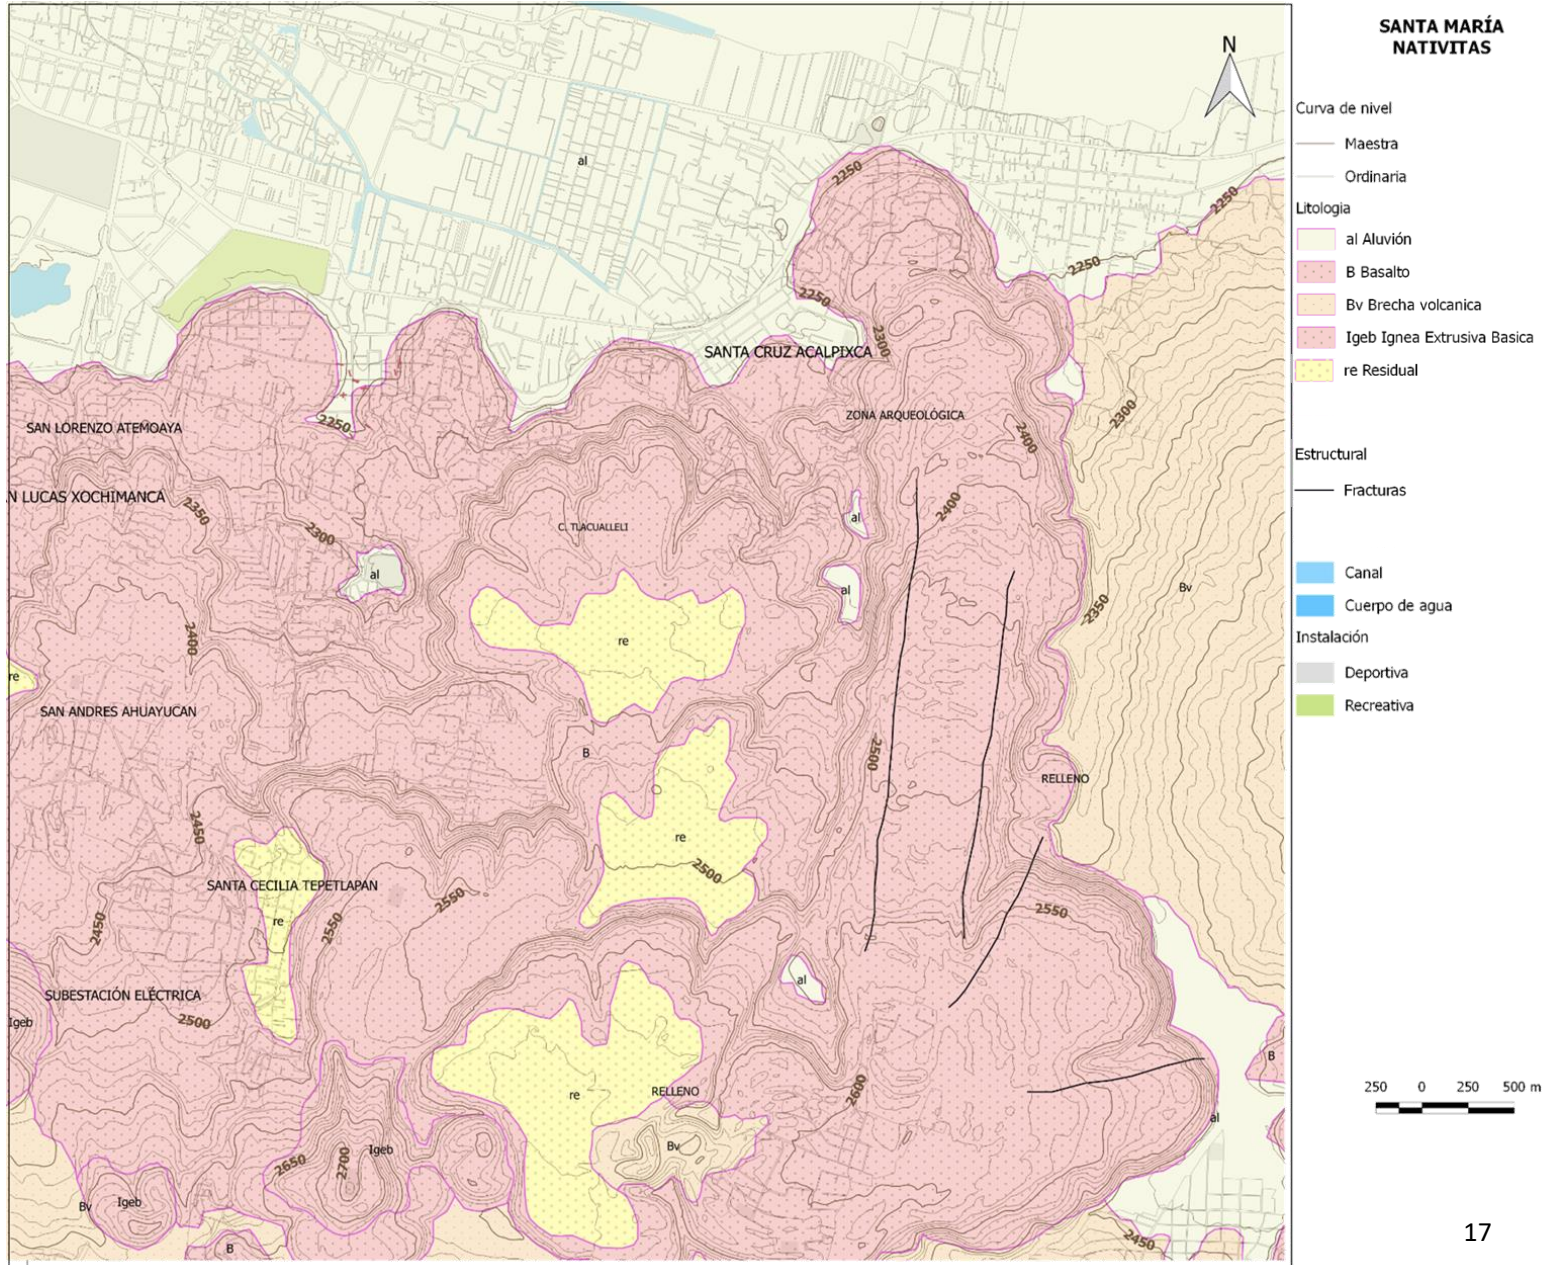 SANTA MARÍA
NATIVITAS
N
Curva de nivel
Maestra
Ordinaria
Litologia
al Aluvión
B Basalto
Bv Brecha volcanica
Igeb Ignea Extrusiva Basica
re Residual
Estructural
Fracturas
Canal
Cuerpo de agua
Instalación
Deportiva
Recreativa
250 0 250 500 m
17
al
2250
2250
2250
2250
2300
SANTA CRUZ ACALPIXCA
ZONA ARQUEOLÓGICA
2250
SAN LORENZO ATEMOAYA
2300
2400
N LUCAS XOCHIMANCA
2350
2300
C. TLACUALLELI
al
2400
al
al
Bv
2350
2400
re
re
SAN ANDRES AHUAYUCAN
B
2500
RELLENO
2450
re
2500
SANTA CECILIA TEPETLAPAN
2550
2550
2450
re
2550
al
SUBESTACIÓN ELÉCTRICA
2500
Igeb
B
RELLENO
re
2600
al
Bv
Igeb
2650
2700
Igeb
Bv
B
2450